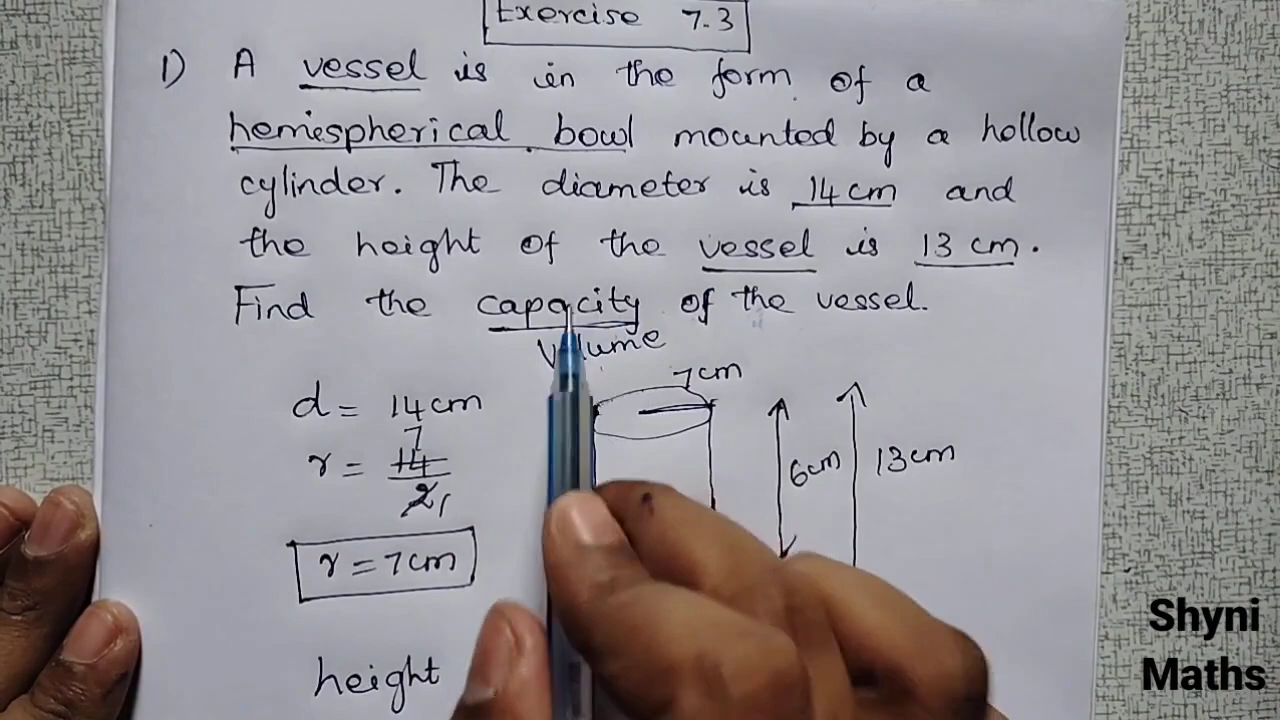 Exercise 7.3
1) A vessel is in the form of a
hemispherical bowl mounted by a hollow
cylinder. The diameter is 14 cm and
the height of the vessel is 13 cm.
Find the capacity of the vessel.
Volume
7cm
d = 14cm
7
r = 14
2 1
6cm
13cm
r = 7cm
height
Shyni
Maths